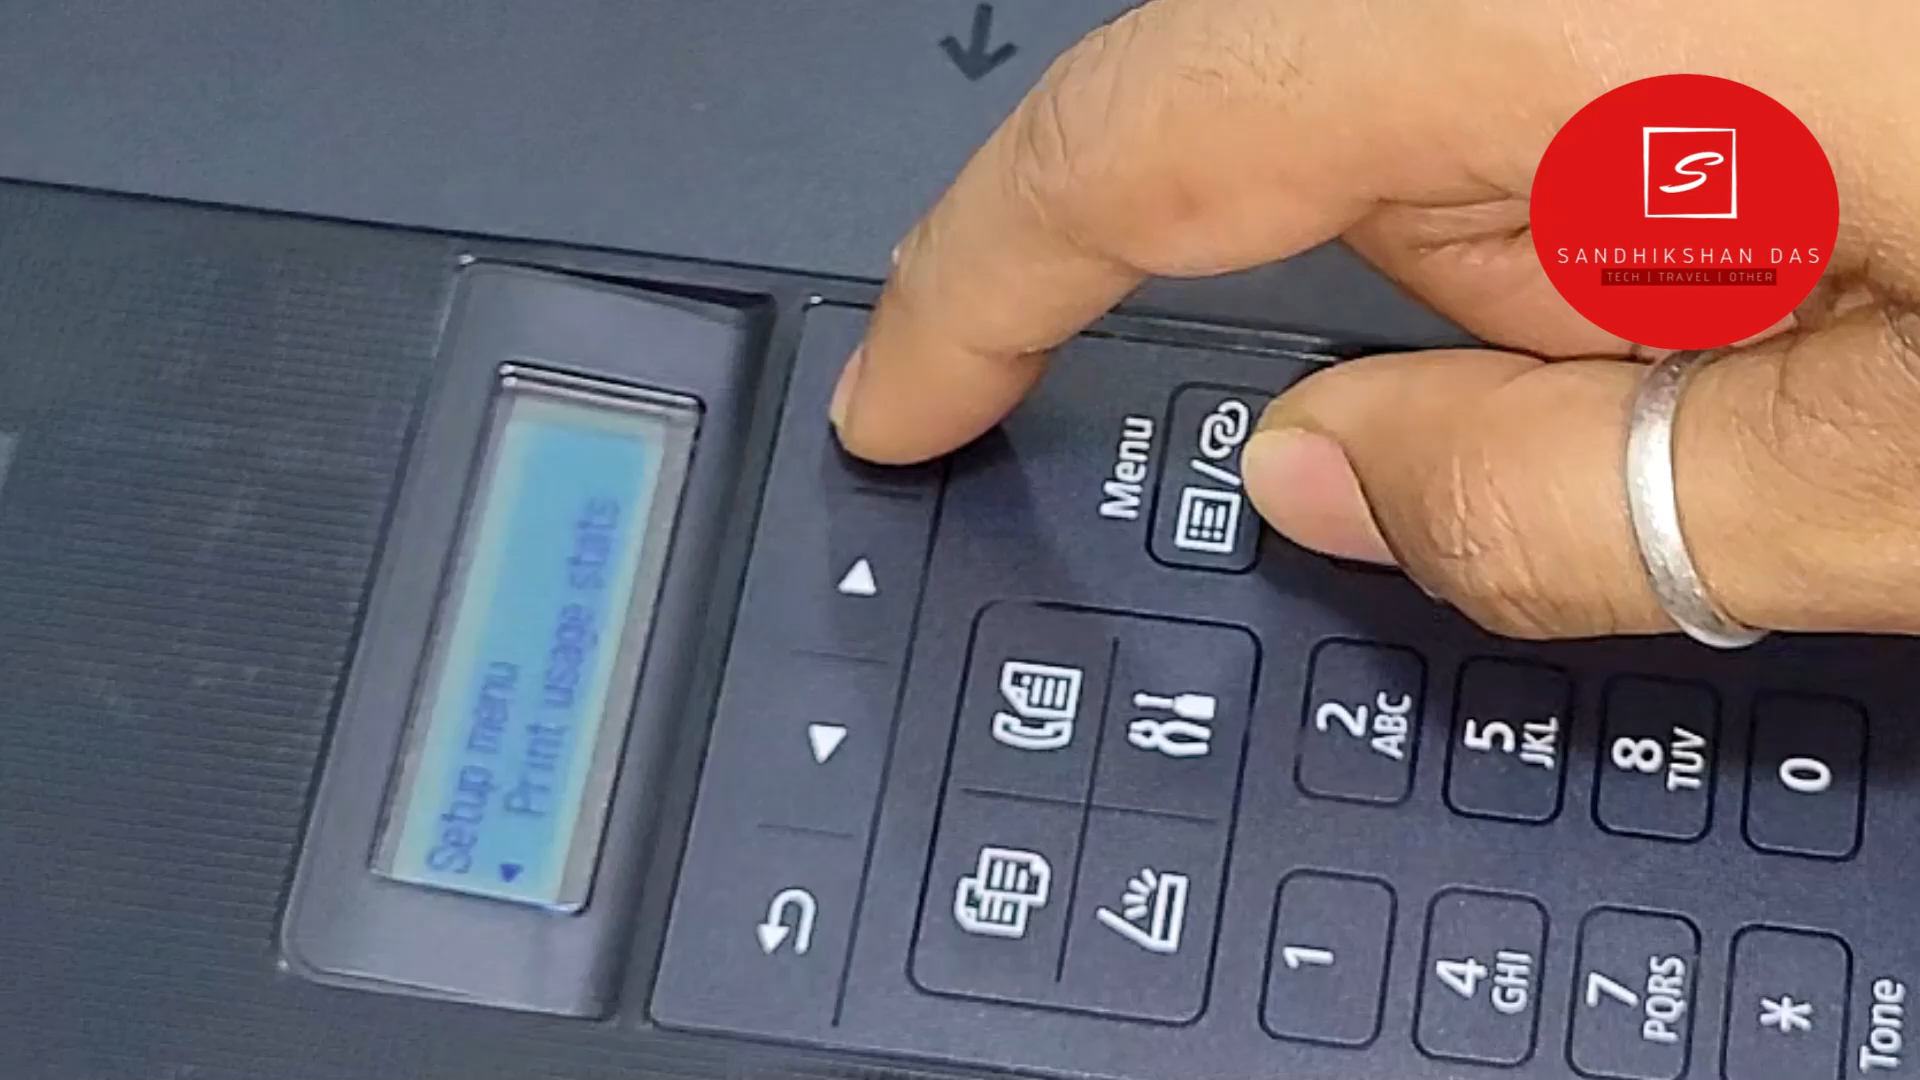 Setup menu
Print usage stats
Menu
2
ABC
5
JKL
8
TUV
0
1
4
GHI
7
PQRS
*
Tone
S
SANDHIKSHAN DAS
TECH | TRAVEL | OTHER